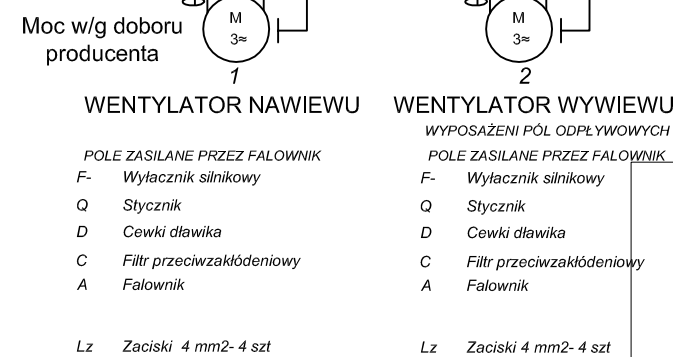 M
3≈
M
3≈
Moc w/g doboru
producenta
1
2
WENTYLATOR NAWIEWU
WENTYLATOR WYWIEWU
WYPOSAŻENI PÓL ODPŁYWOWYCH
POLE ZASILANE PRZEZ FALOWNIK
POLE ZASILANE PRZEZ FALOWNIK
F- Wyłacznik silnikowy
F- Wyłacznik silnikowy
Q Stycznik
Q Stycznik
D Cewki dławika
D Cewki dławika
C Filtr przeciwzakłódeniowy
C Filtr przeciwzakłódeniowy
A Falownik
A Falownik
Lz Zaciski 4 mm2- 4 szt
Lz Zaciski 4 mm2- 4 szt